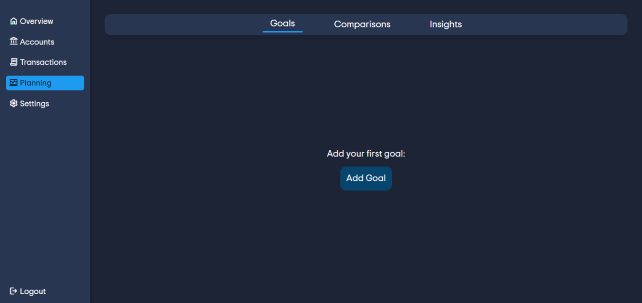 Overview
Accounts
Transactions
Planning
Settings
Logout
Goals Comparisons Insights
Add your first goal:
Add Goal